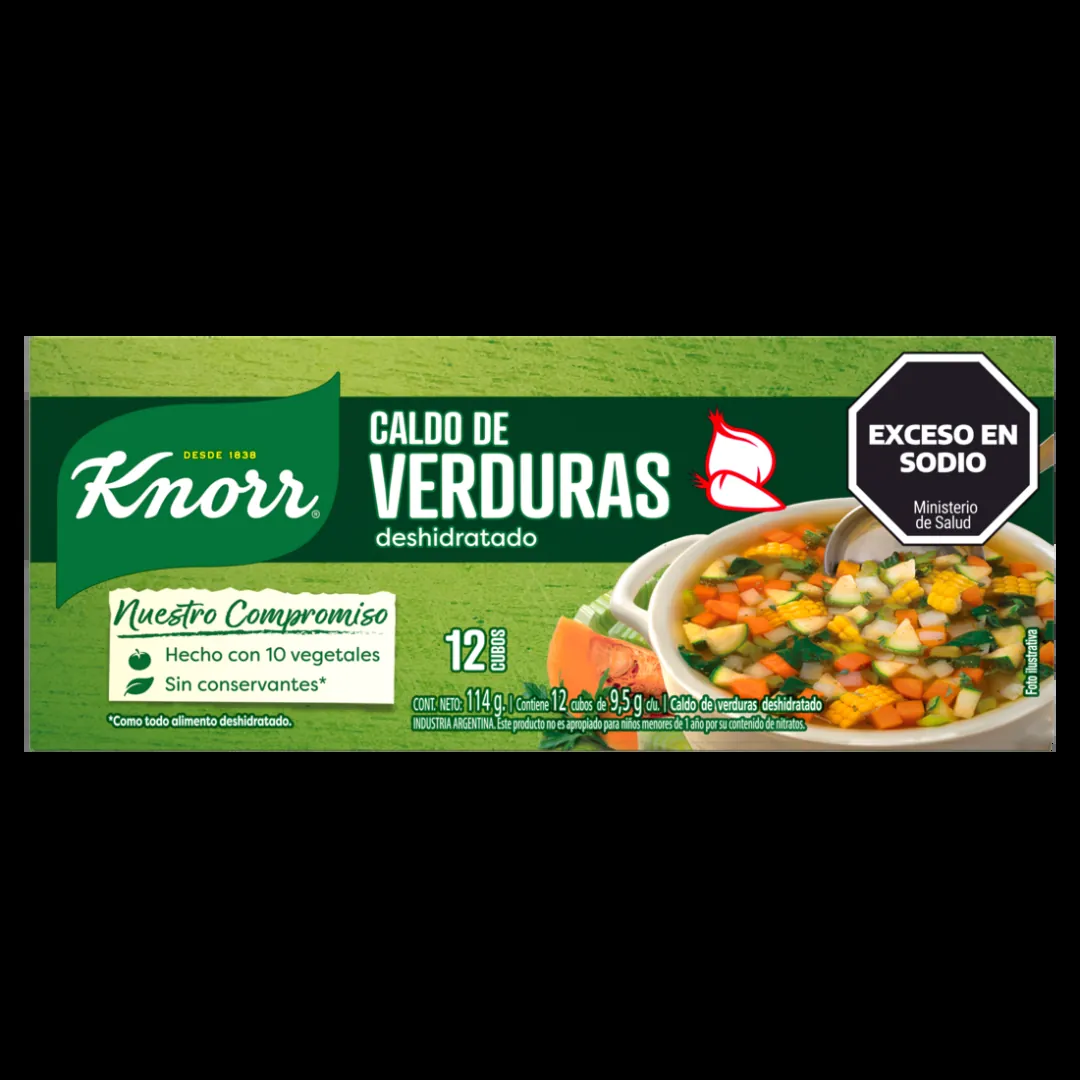 DESDE 1838
Knorr®
CALDO DE
VERDURAS
deshidratado
EXCESO EN
SODIO
Ministerio
de Salud
Nuestro Compromiso
Hecho con 10 vegetales
Sin conservantes*
*Como todo alimento deshidratado.
12 CUBOS
CONT. NETO: 114 g. | Contiene 12 cubos de 9,5 g c/u. | Caldo de verduras deshidratado
INDUSTRIA ARGENTINA. Este producto no es apropiado para niños menores de 1 año por su contenido de nitratos.
Foto ilustrativa